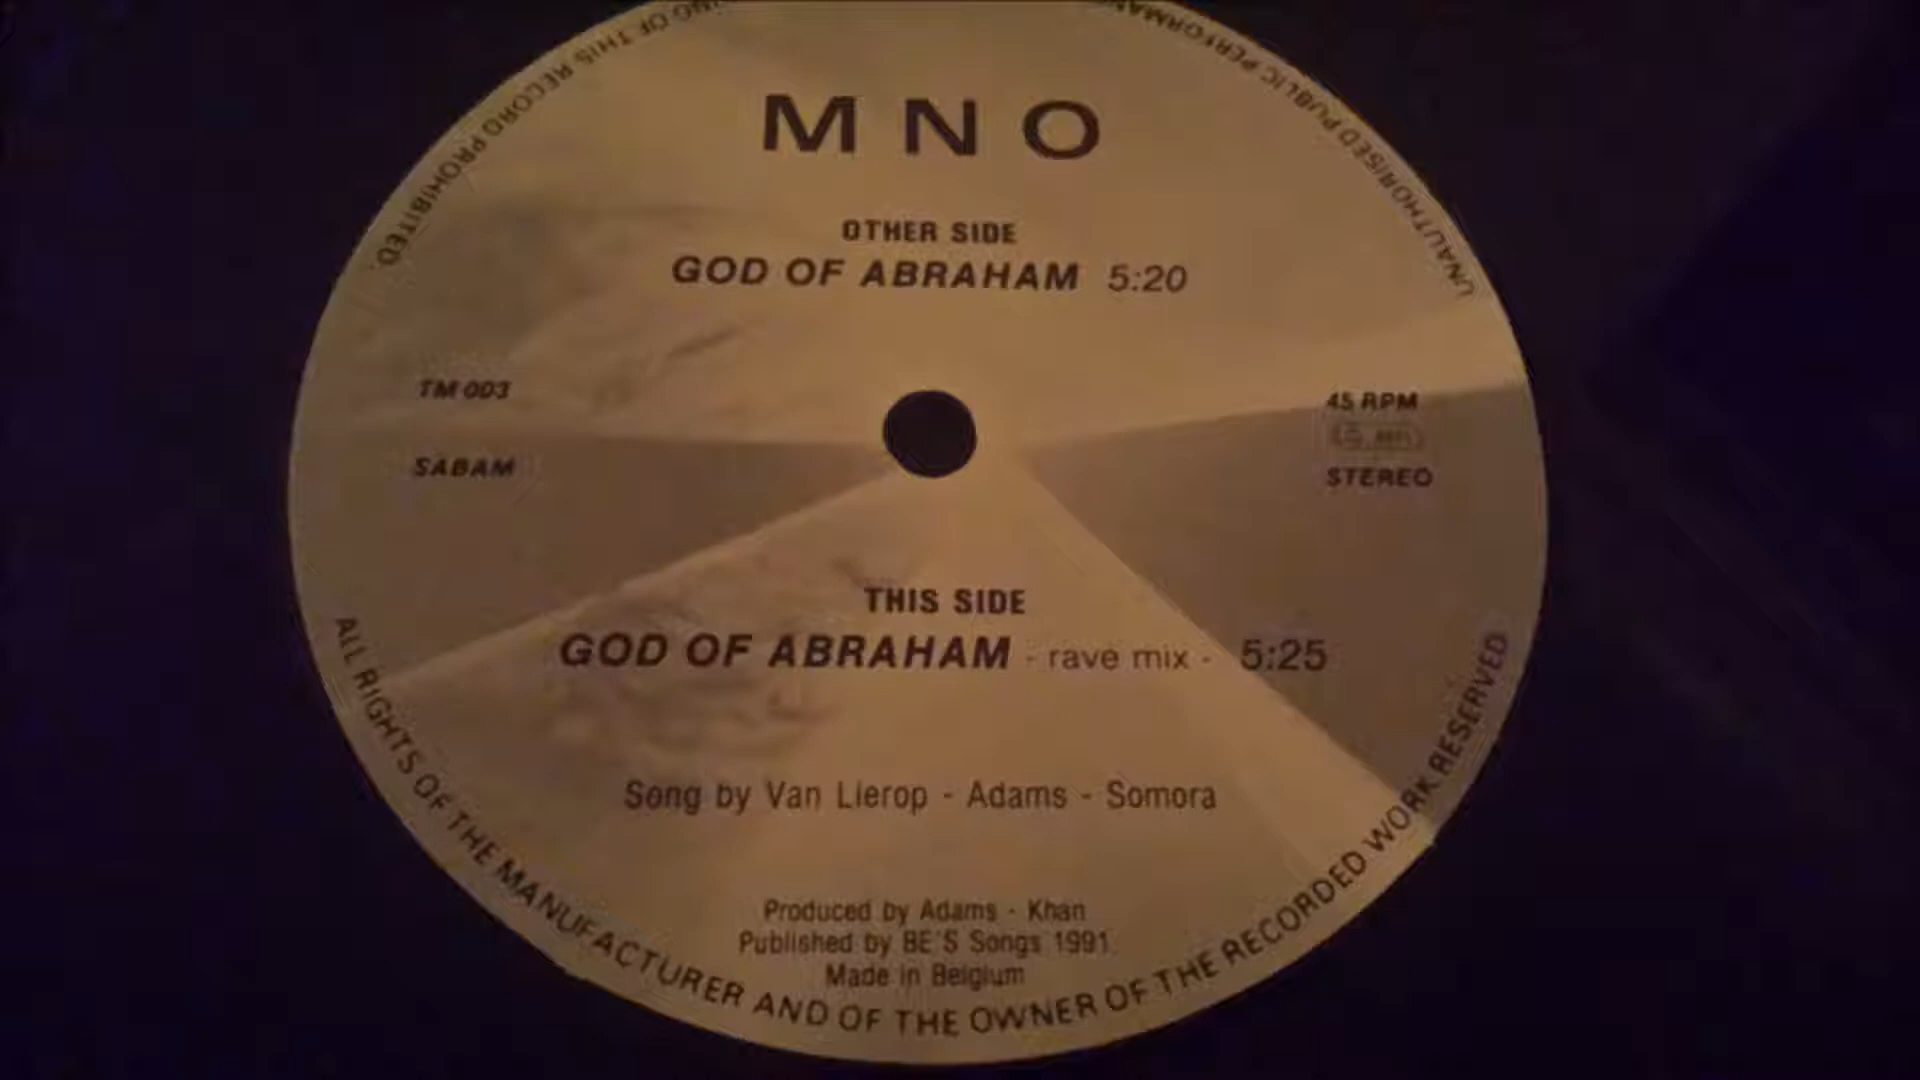 M N O
OTHER SIDE
GOD OF ABRAHAM 5:20
TM 003
SABAM
45 RPM
STEREO
THIS SIDE
GOD OF ABRAHAM - rave mix - 5:25
Song by Van Lierop - Adams - Somora
Produced by Adams - Khan
Published by BE'S Songs 1991
Made in Belgium
ALL RIGHTS OF THE MANUFACTURER AND OF THE OWNER OF THE RECORDED WORK RESERVED
UNAUTHORISED PUBLIC
OF THIS RECORD PROHIBITED